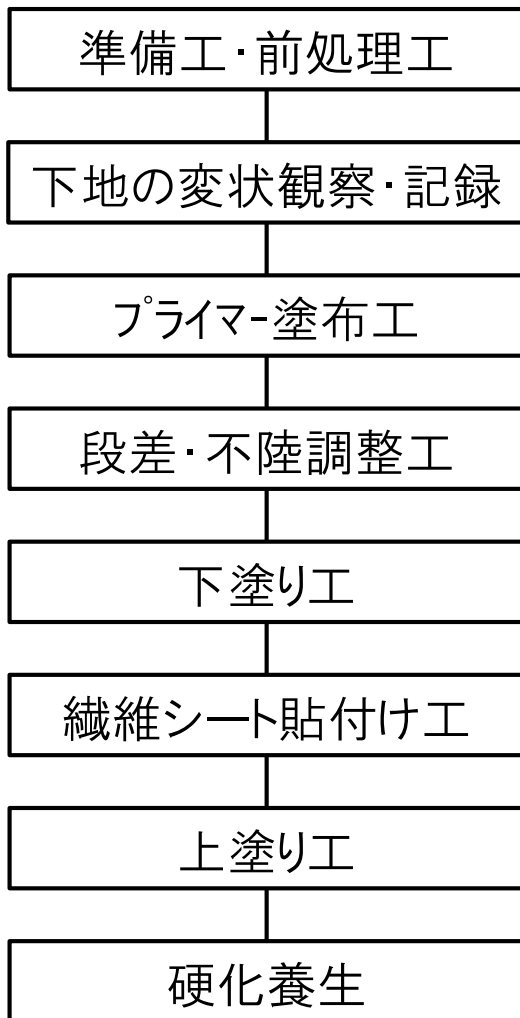 準備工・前処理工
下地の変状観察・記録
プライマー塗布工
段差・不陸調整工
下塗り工
繊維シート貼付け工
上塗り工
硬化養生